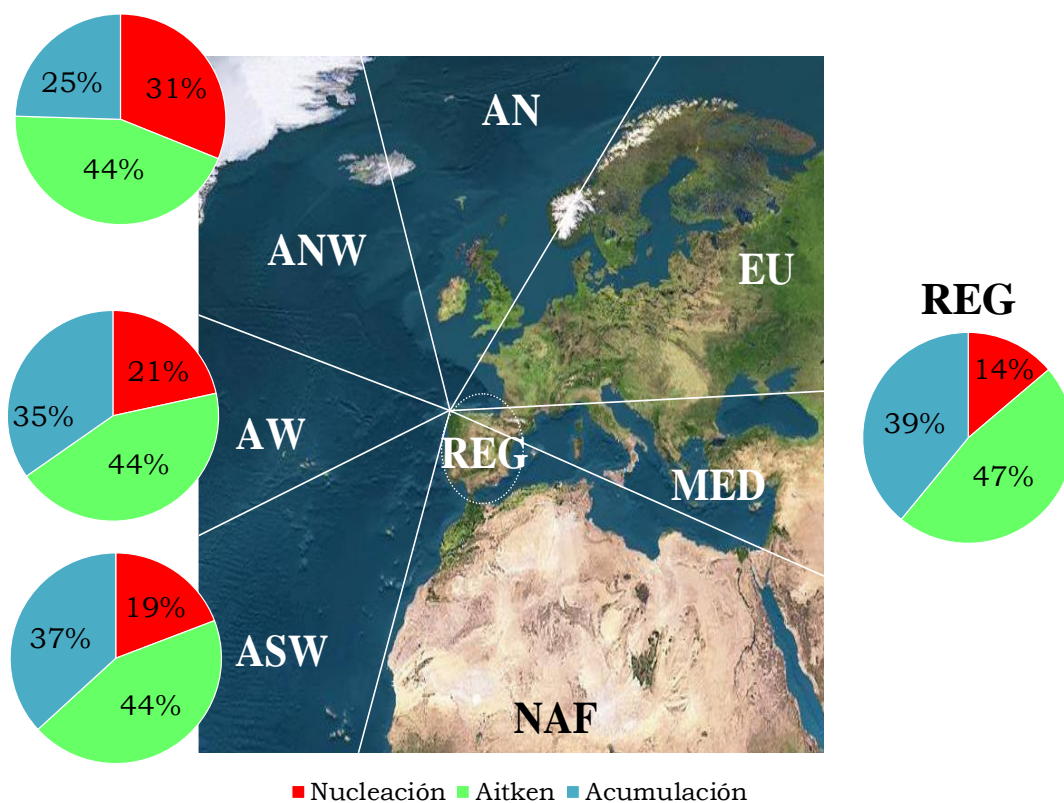 25%
31%
44%
AN
ANW
EU
REG
14%
39%
47%
21%
35%
44%
AW
REG
MED
19%
37%
44%
ASW
NAF
Nucleación Aitken Acumulación